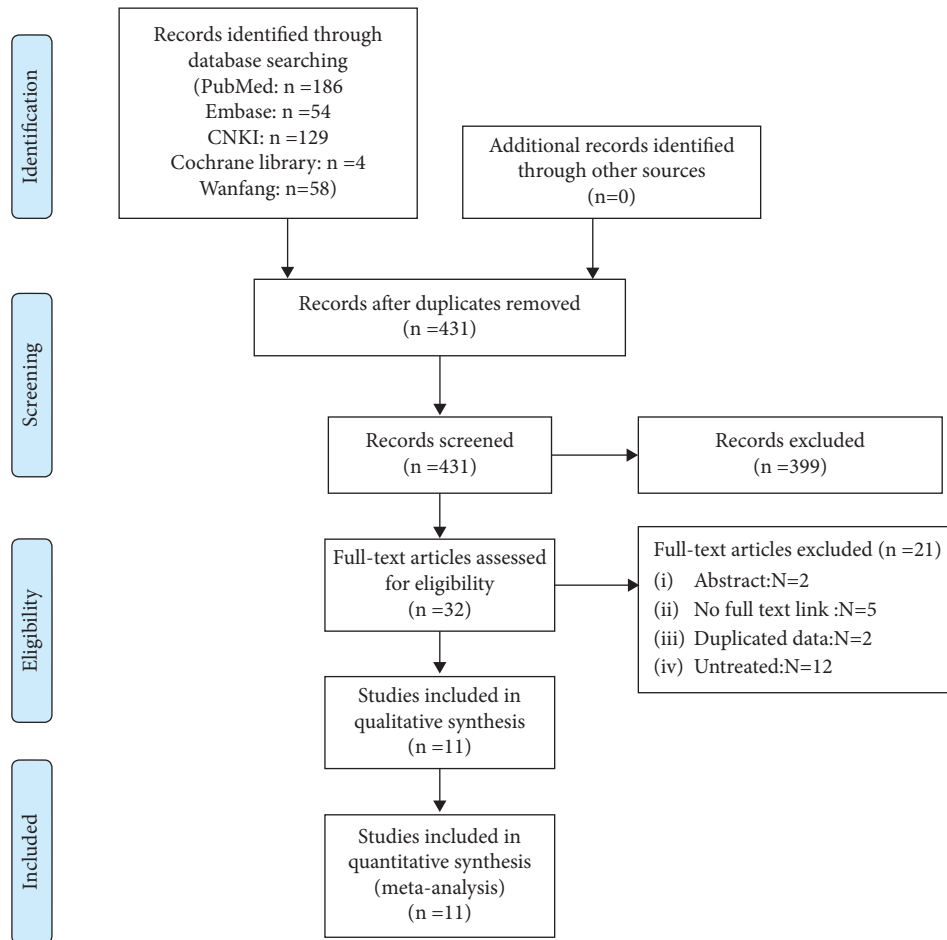 Identification
Records identified through
database searching
(PubMed: n =186
Embase: n =54
CNKI: n =129
Cochrane library: n =4
Wanfang: n=58)
Additional records identified
through other sources
(n=0)
Screening
Records after duplicates removed
(n =431)
Records screened
(n =431)
Records excluded
(n =399)
Eligibility
Full-text articles assessed
for eligibility
(n =32)
Full-text articles excluded (n =21)
(i) Abstract:N=2
(ii) No full text link :N=5
(iii) Duplicated data:N=2
(iv) Untreated:N=12
Studies included in
qualitative synthesis
(n =11)
Included
Studies included in
quantitative synthesis
(meta-analysis)
(n =11)